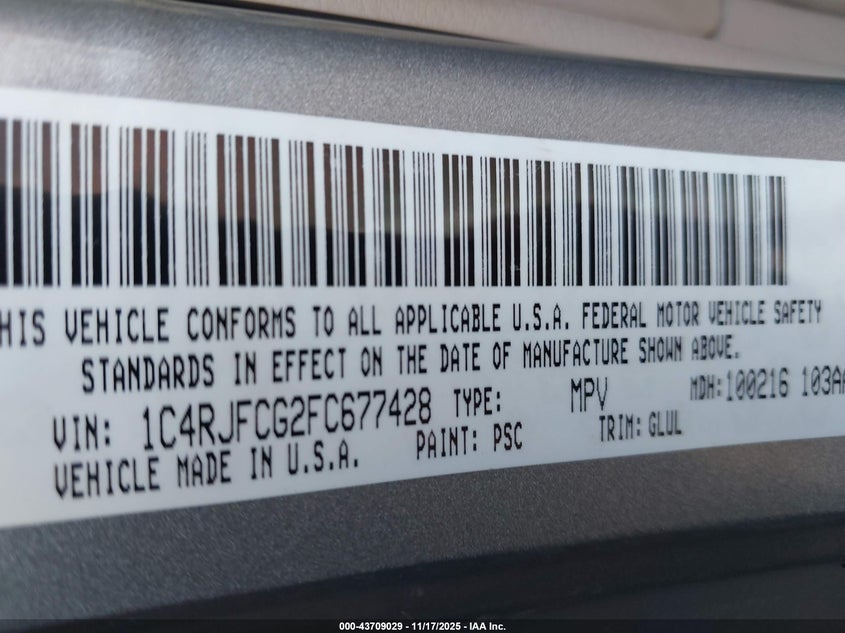 HIS VEHICLE CONFORMS TO ALL APPLICABLE U.S.A. FEDERAL MOTOR VEHICLE SAFETY
STANDARDS IN EFFECT ON THE DATE OF MANUFACTURE SHOWN ABOVE.
VIN: 1C4RJFCG2FC677428 TYPE: MPV MDH: 100216 103AA
VEHICLE MADE IN U.S.A. PAINT: PSC TRIM: GLUL
000-43709029 - 11/17/2025 - IAA Inc.